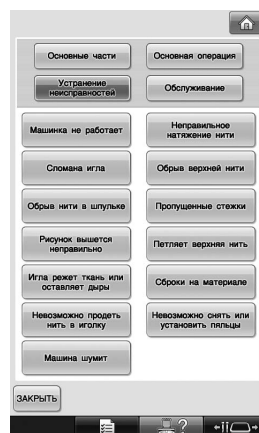 Основные части
Основная операция
Устранение
неисправностей
Обслуживание
Машинка не работает
Неправильное
натяжение нити
Сломана игла
Обрыв верхней нити
Обрыв нити в шпульке
Пропущенные стежки
Рисунок вышется
неправильно
Петляет верхняя нить
Игла режет ткань или
оставляет дыры
Сброки на материале
Невозможно продеть
нить в иголку
Невозможно снять или
установить пяльцы
Машина шумит
ЗАКРЫТЬ
?